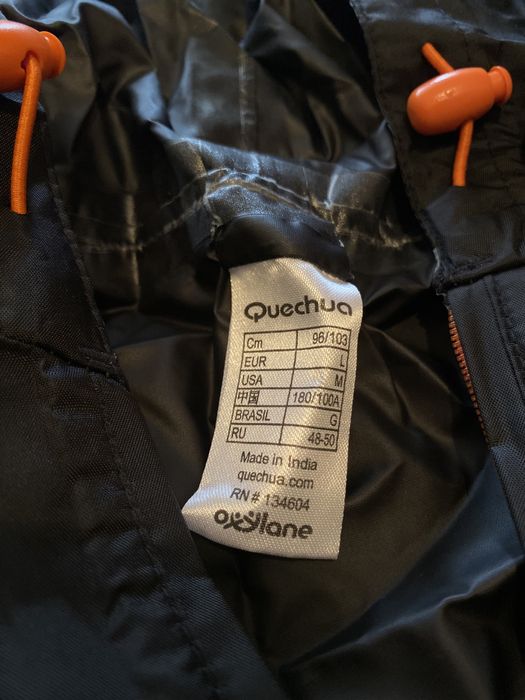 Quechua
Cm 96/103
EUR L
USA M
中国 180/100A
BRASIL G
RU 48-50
Made in India
quechua.com
RN # 134604
oxylane